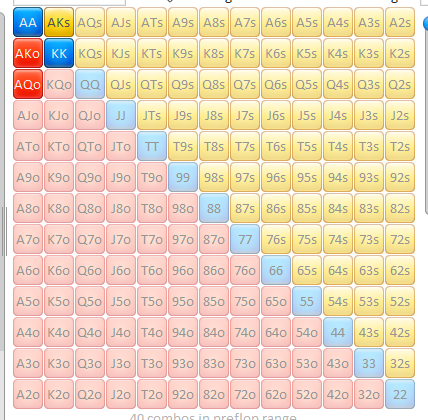 AA AKs AQs AJs ATs A9s A8s A7s A6s A5s A4s A3s A2s
AKo KK KQs KJs KTs K9s K8s K7s K6s K5s K4s K3s K2s
AQo KQo QQ QJs QTs Q9s Q8s Q7s Q6s Q5s Q4s Q3s Q2s
AJo KJo QJo JJ JTs J9s J8s J7s J6s J5s J4s J3s J2s
ATo KTo QTo JTo TT T9s T8s T7s T6s T5s T4s T3s T2s
A9o K9o Q9o J9o T9o 99 98s 97s 96s 95s 94s 93s 92s
A8o K8o Q8o J8o T8o 98o 88 87s 86s 85s 84s 83s 82s
A7o K7o Q7o J7o T7o 97o 87o 77 76s 75s 74s 73s 72s
A6o K6o Q6o J6o T6o 96o 86o 76o 66 65s 64s 63s 62s
A5o K5o Q5o J5o T5o 95o 85o 75o 65o 55 54s 53s 52s
A4o K4o Q4o J4o T4o 94o 84o 74o 64o 54o 44 43s 42s
A3o K3o Q3o J3o T3o 93o 83o 73o 63o 53o 43o 33 32s
A2o K2o Q2o J2o T2o 92o 82o 72o 62o 52o 42o 32o 22
40 combos in preflop range